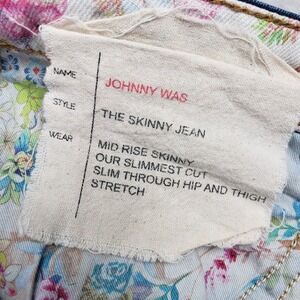 NAME JOHNNY WAS
STYLE THE SKINNY JEAN
WEAR MID RISE SKINNY
OUR SLIMMEST CUT
SLIM THROUGH HIP AND THIGH
STRETCH